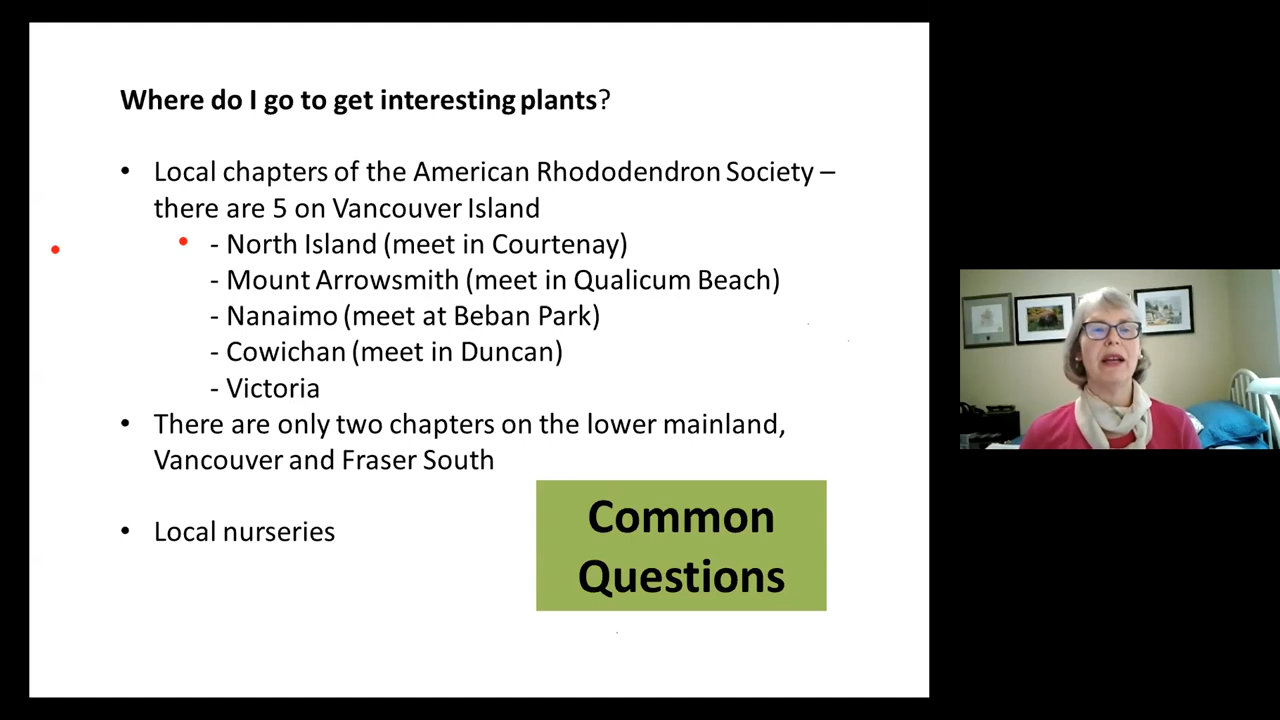 Where do I go to get interesting plants?
• Local chapters of the American Rhododendron Society –
there are 5 on Vancouver Island
- North Island (meet in Courtenay)
- Mount Arrowsmith (meet in Qualicum Beach)
- Nanaimo (meet at Beban Park)
- Cowichan (meet in Duncan)
- Victoria
• There are only two chapters on the lower mainland,
Vancouver and Fraser South
• Local nurseries
Common
Questions